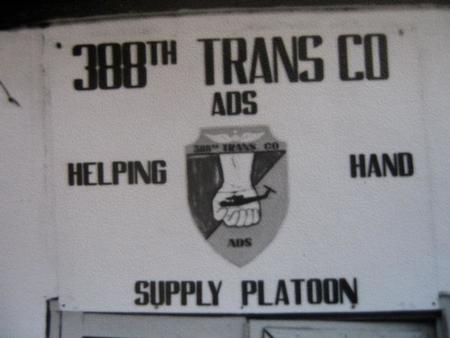 388TH TRANS CO
ADS
388TH TRANS CO
HELPING HAND
ADS
SUPPLY PLATOON